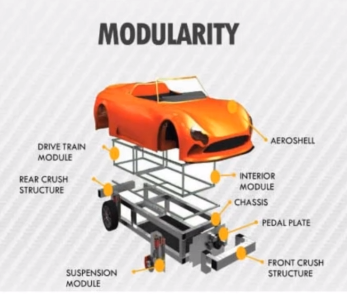 MODULARITY
DRIVE TRAIN
MODULE
REAR CRUSH
STRUCTURE
AEROSHELL
INTERIOR
MODULE
CHASSIS
PEDAL PLATE
FRONT CRUSH
STRUCTURE
SUSPENSION
MODULE